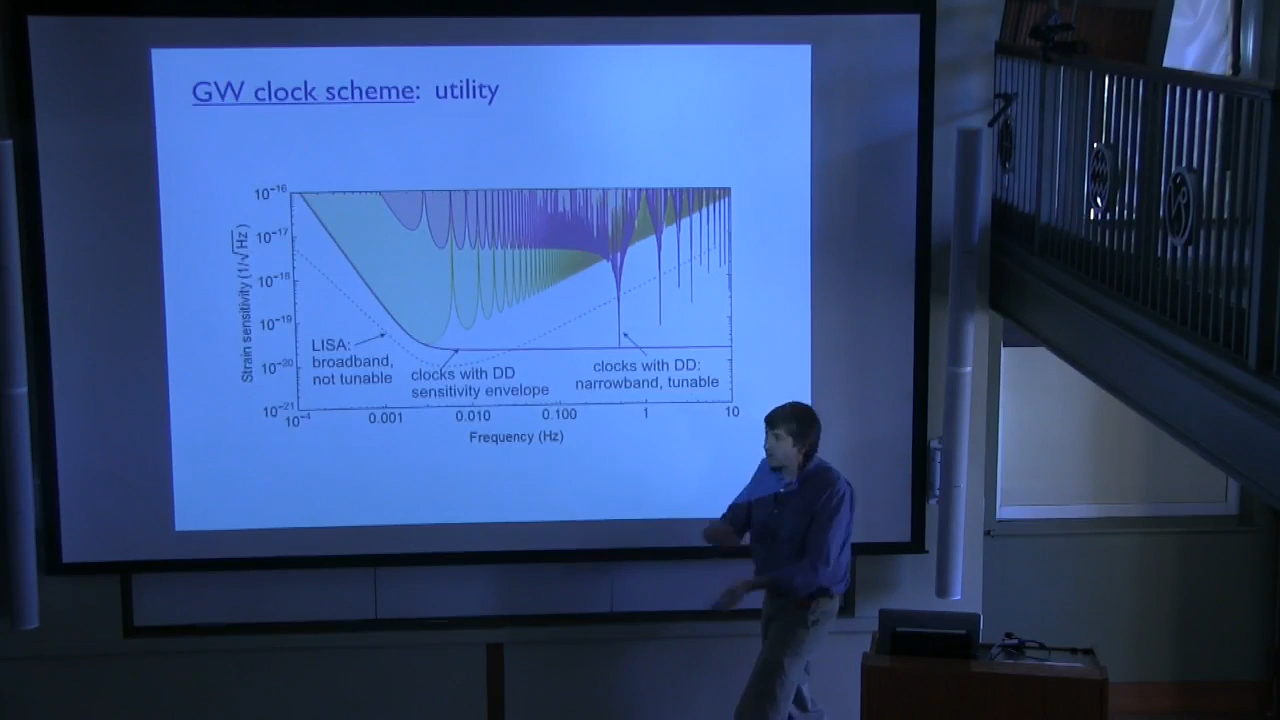 GW clock scheme: utility
10⁻¹⁶
10⁻¹⁷
10⁻¹⁸
10⁻¹⁹
10⁻²⁰
10⁻²¹
Strain sensitivity (1/√Hz)
LISA:
broadband,
not tunable
clocks with DD
sensitivity envelope
clocks with DD:
narrowband, tunable
10⁻⁴ 0.001 0.010 0.100 1 10
Frequency (Hz)